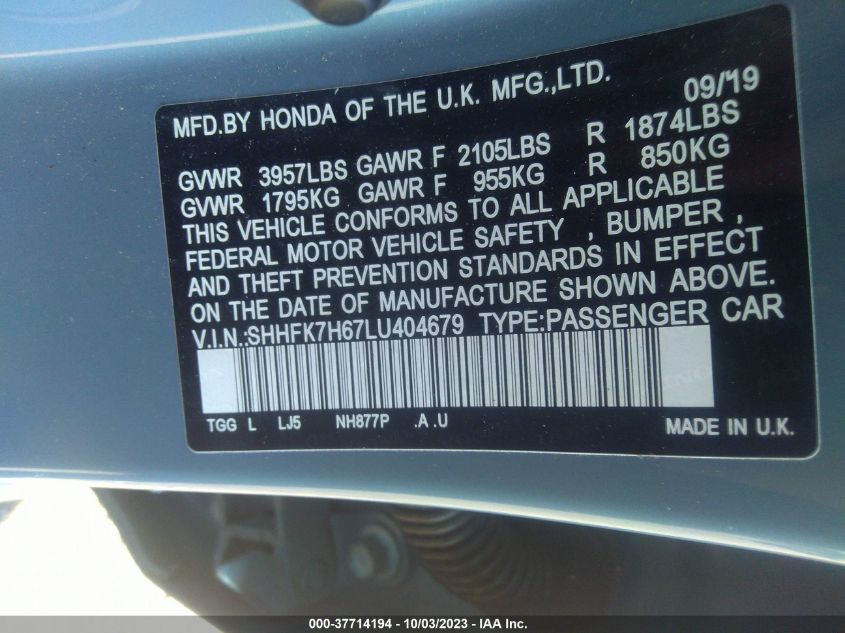 MFD.BY HONDA OF THE U.K. MFG.,LTD. 09/19
GVWR 3957LBS GAWR F 2105LBS R 1874LBS
GVWR 1795KG GAWR F 955KG R 850KG
THIS VEHICLE CONFORMS TO ALL APPLICABLE
FEDERAL MOTOR VEHICLE SAFETY , BUMPER ,
AND THEFT PREVENTION STANDARDS IN EFFECT
ON THE DATE OF MANUFACTURE SHOWN ABOVE.
V.I.N.:SHHFK7H67LU404679 TYPE:PASSENGER CAR
TGG L LJ5 NH877P .A .U MADE IN U.K.
000-37714194 - 10/03/2023 - IAA Inc.